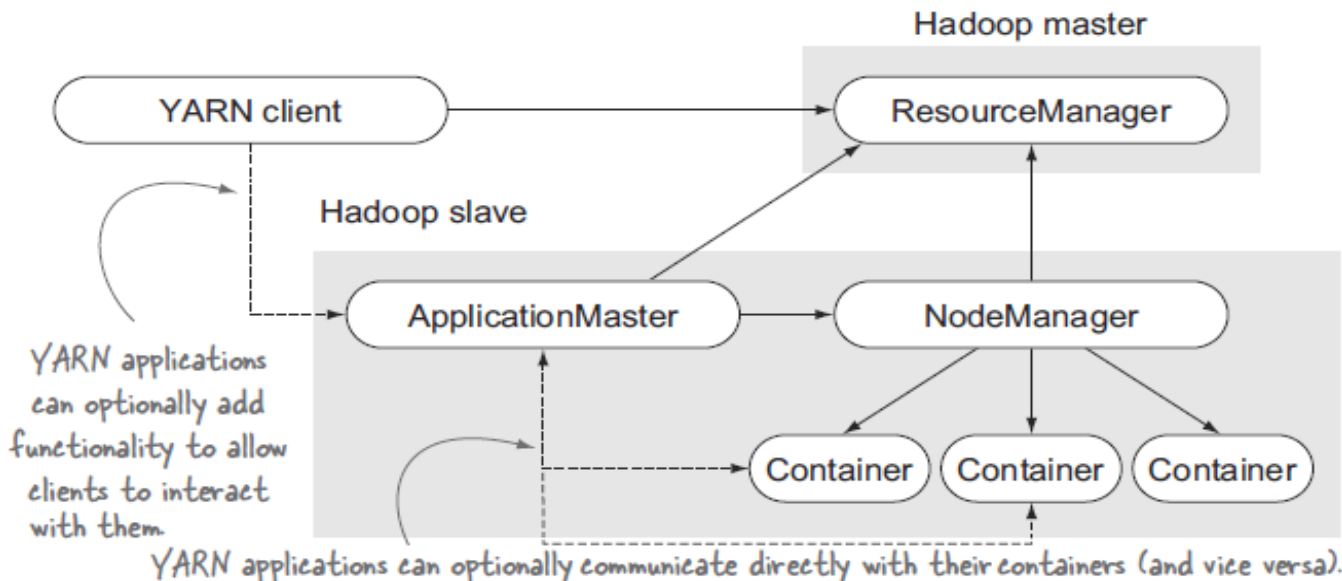 Hadoop master
YARN client
ResourceManager
Hadoop slave
ApplicationMaster
NodeManager
YARN applications
can optionally add
functionality to allow
clients to interact
with them.
Container
Container
Container
YARN applications can optionally communicate directly with their containers (and vice versa).